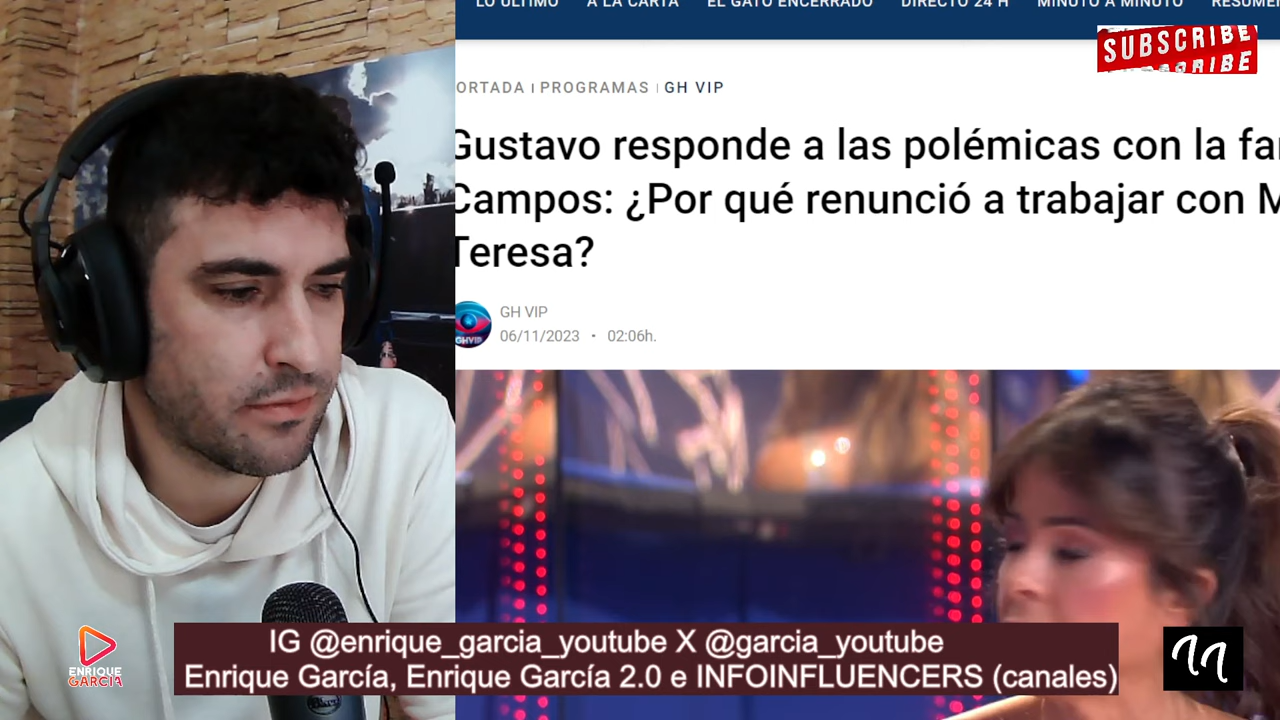 LO ÚLTIMO A LA CARTA EL GATO ENCERRADO DIRECTO 24 H MINUTO A MINUTO
SUBSCRIBE
SUBSCRIBE
ORTADA | PROGRAMAS | GH VIP
Gustavo responde a las polémicas con la fa
Campos: ¿Por qué renunció a trabajar con M
Teresa?
GH VIP
06/11/2023 · 02:06h.
GHVIP
IG @enrique_garcia_youtube X @garcia_youtube
Enrique García, Enrique García 2.0 e INFOINFLUENCERS (canales)
ENRIQUE
GARCÍA